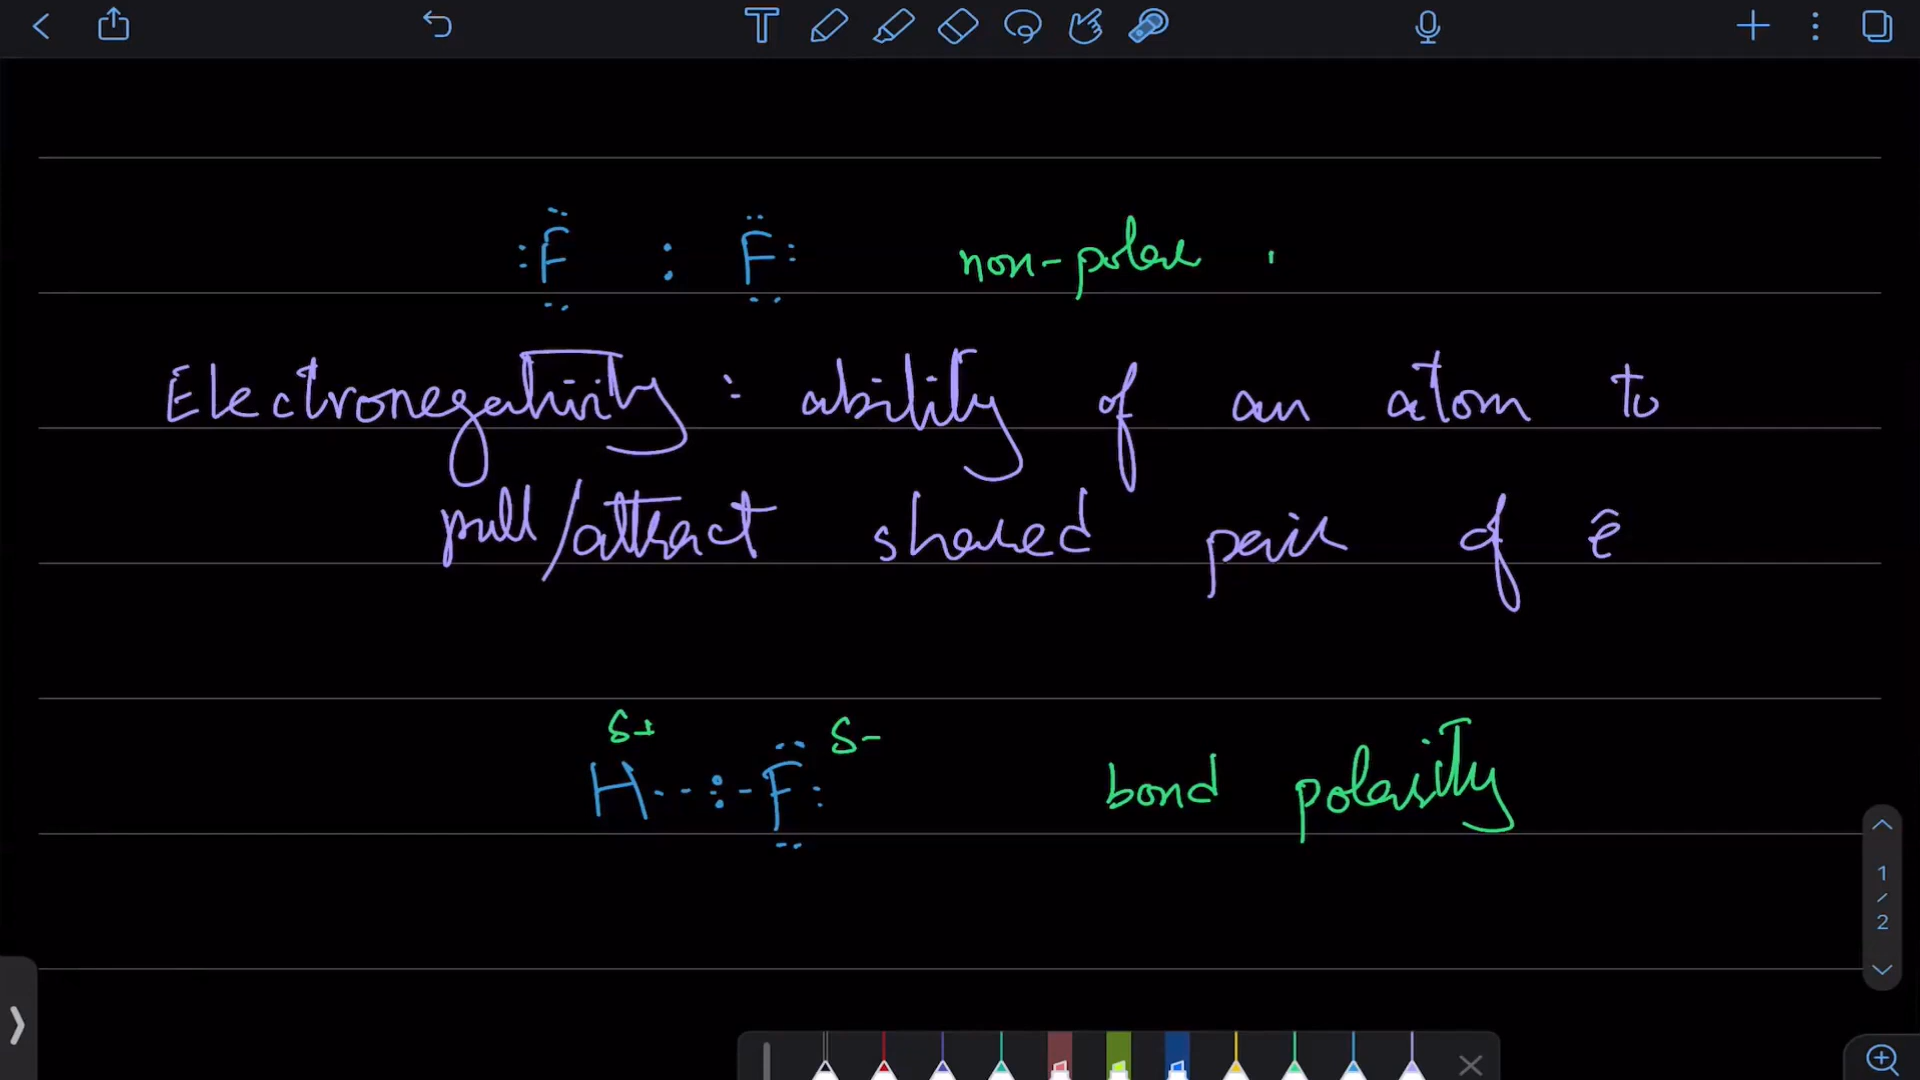 :F̈ : F̈: non-polar
Electronegativity : ability of an atom to
pull/attract shared pair of ē
δ+ δ-
H--:-F̈: bond polarity
1
/
2